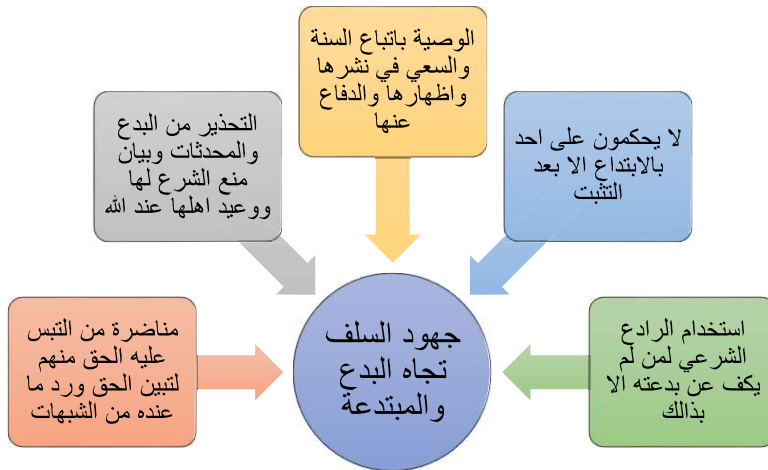 الوصية باتباع السنة
والسعي في نشرها
واظهارها والدفاع
عنها
لا يحكمون على احد
بالابتداع الا بعد
التثبت
التحذير من البدع
والمحدثات وبيان
منع الشرع لها
ووعيد اهلها عند الله
جهود السلف
تجاه البدع
والمبتدعة
استخدام الرادع
الشرعي لمن لم
يكف عن بدعته الا
بذالك
مناضرة من التبس
عليه الحق منهم
لتبين الحق ورد ما
عنده من الشبهات